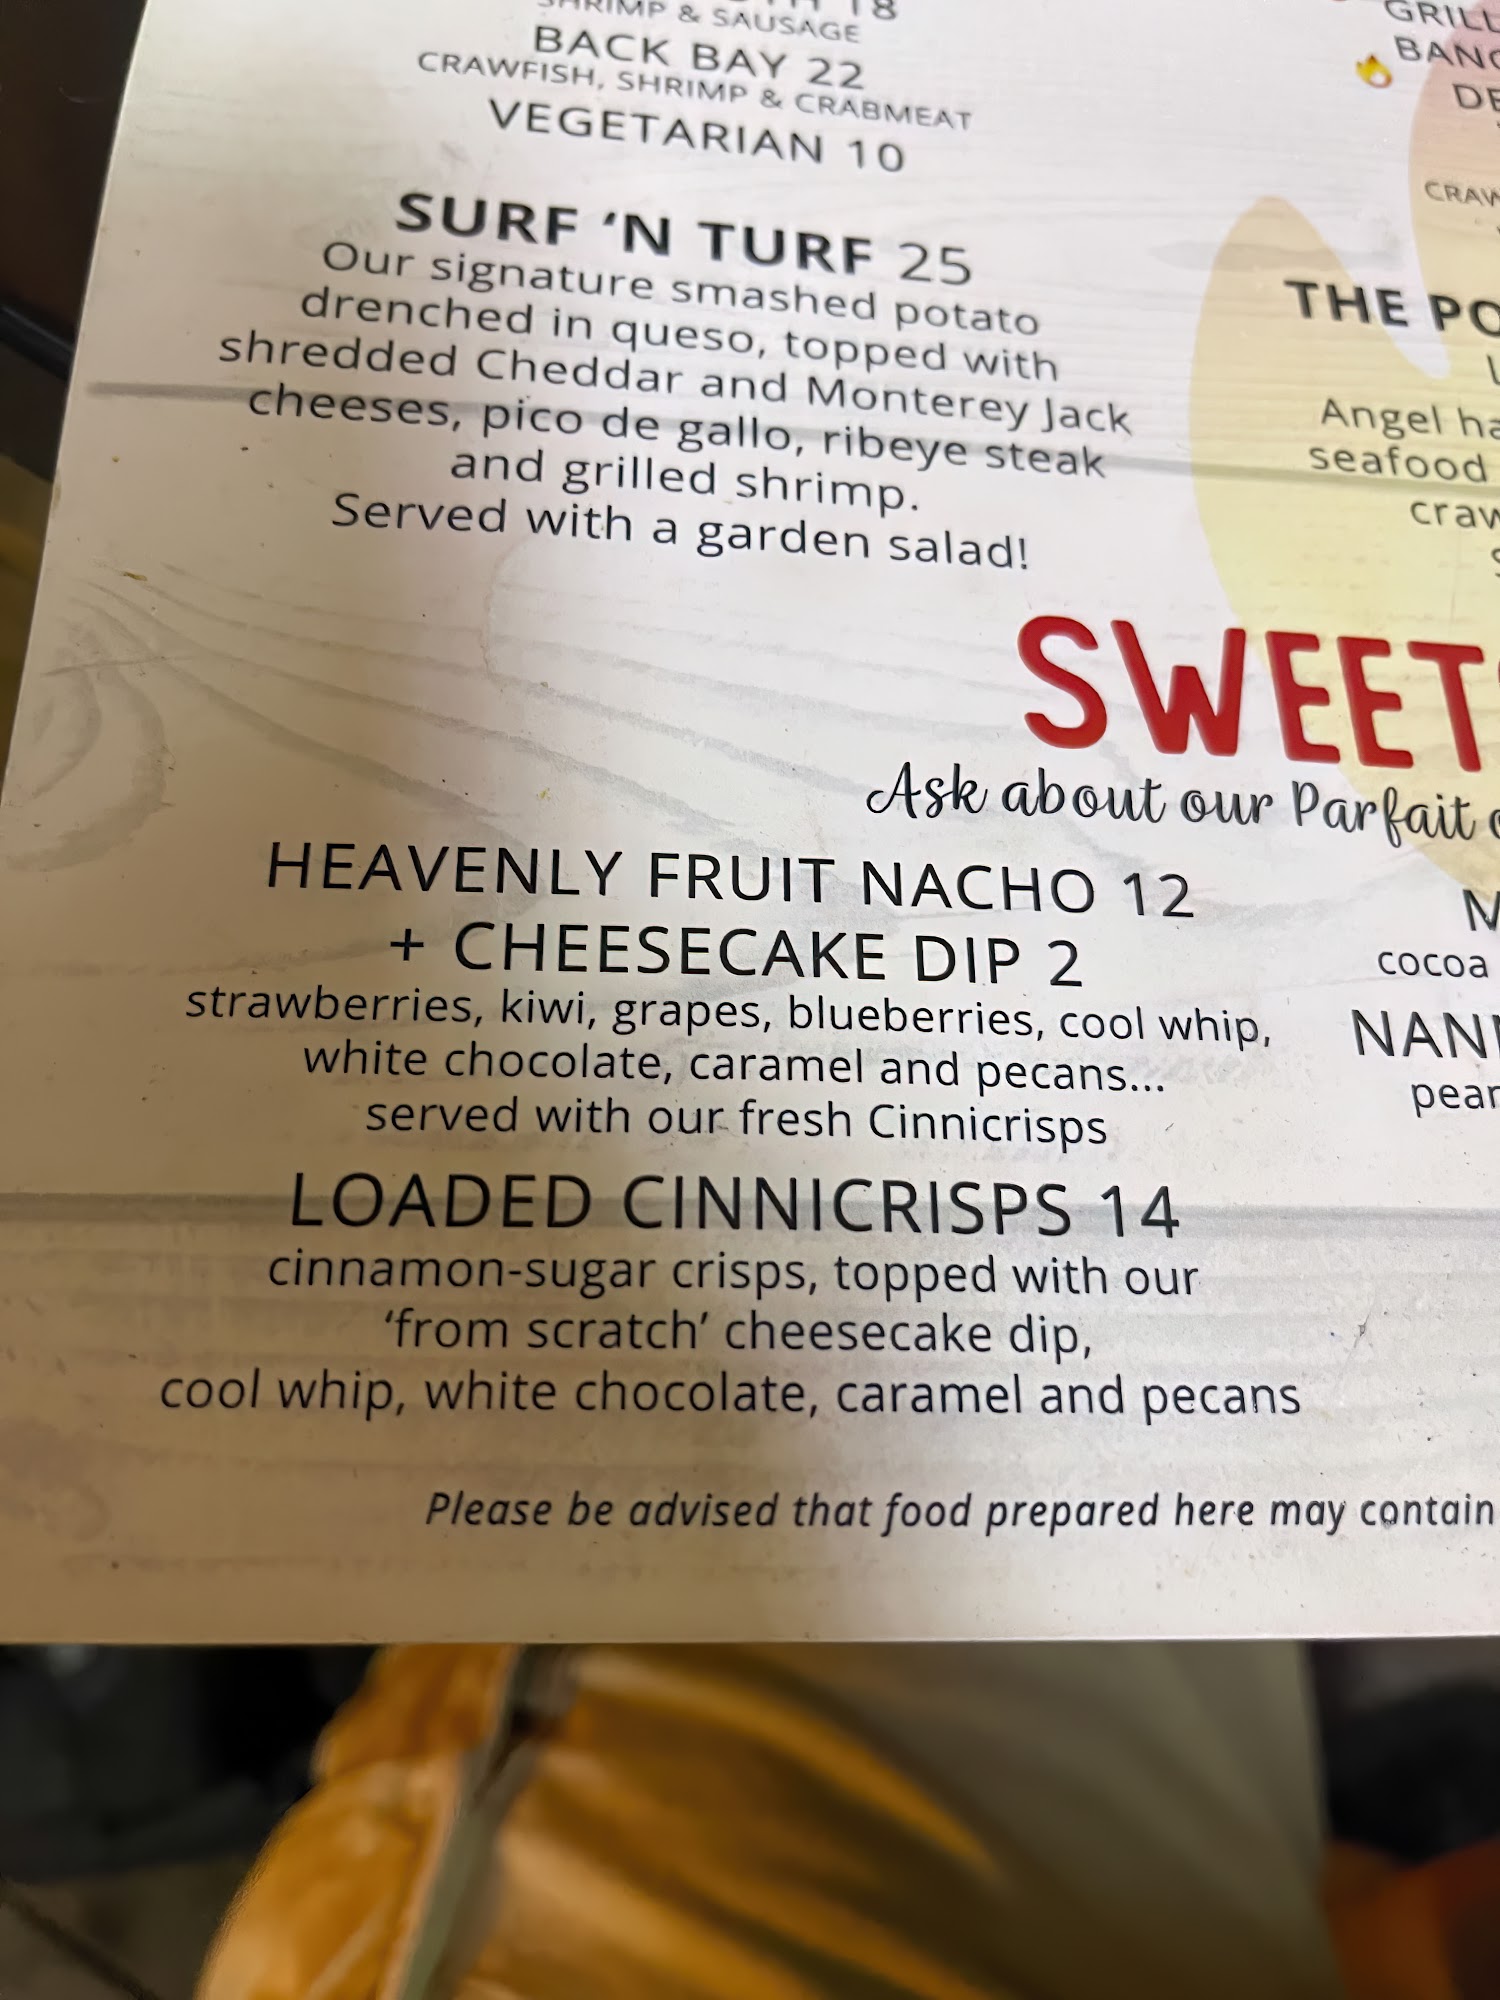 18
SHRIMP & SAUSAGE
BACK BAY 22
CRAWFISH, SHRIMP & CRABMEAT
VEGETARIAN 10
SURF ‘N TURF 25
Our signature smashed potato
drenched in queso, topped with
shredded Cheddar and Monterey Jack
cheeses, pico de gallo, ribeye steak
and grilled shrimp.
Served with a garden salad!
THE
Angel
seafood
SWEET
Ask about our Parfait
HEAVENLY FRUIT NACHO 12
+ CHEESECAKE DIP 2
strawberries, kiwi, grapes, blueberries, cool whip,
white chocolate, caramel and pecans...
served with our fresh Cinnicrisps
LOADED CINNICRISPS 14
cinnamon-sugar crisps, topped with our
‘from scratch’ cheesecake dip,
cool whip, white chocolate, caramel and pecans
cocoa
Please be advised that food prepared here may contain